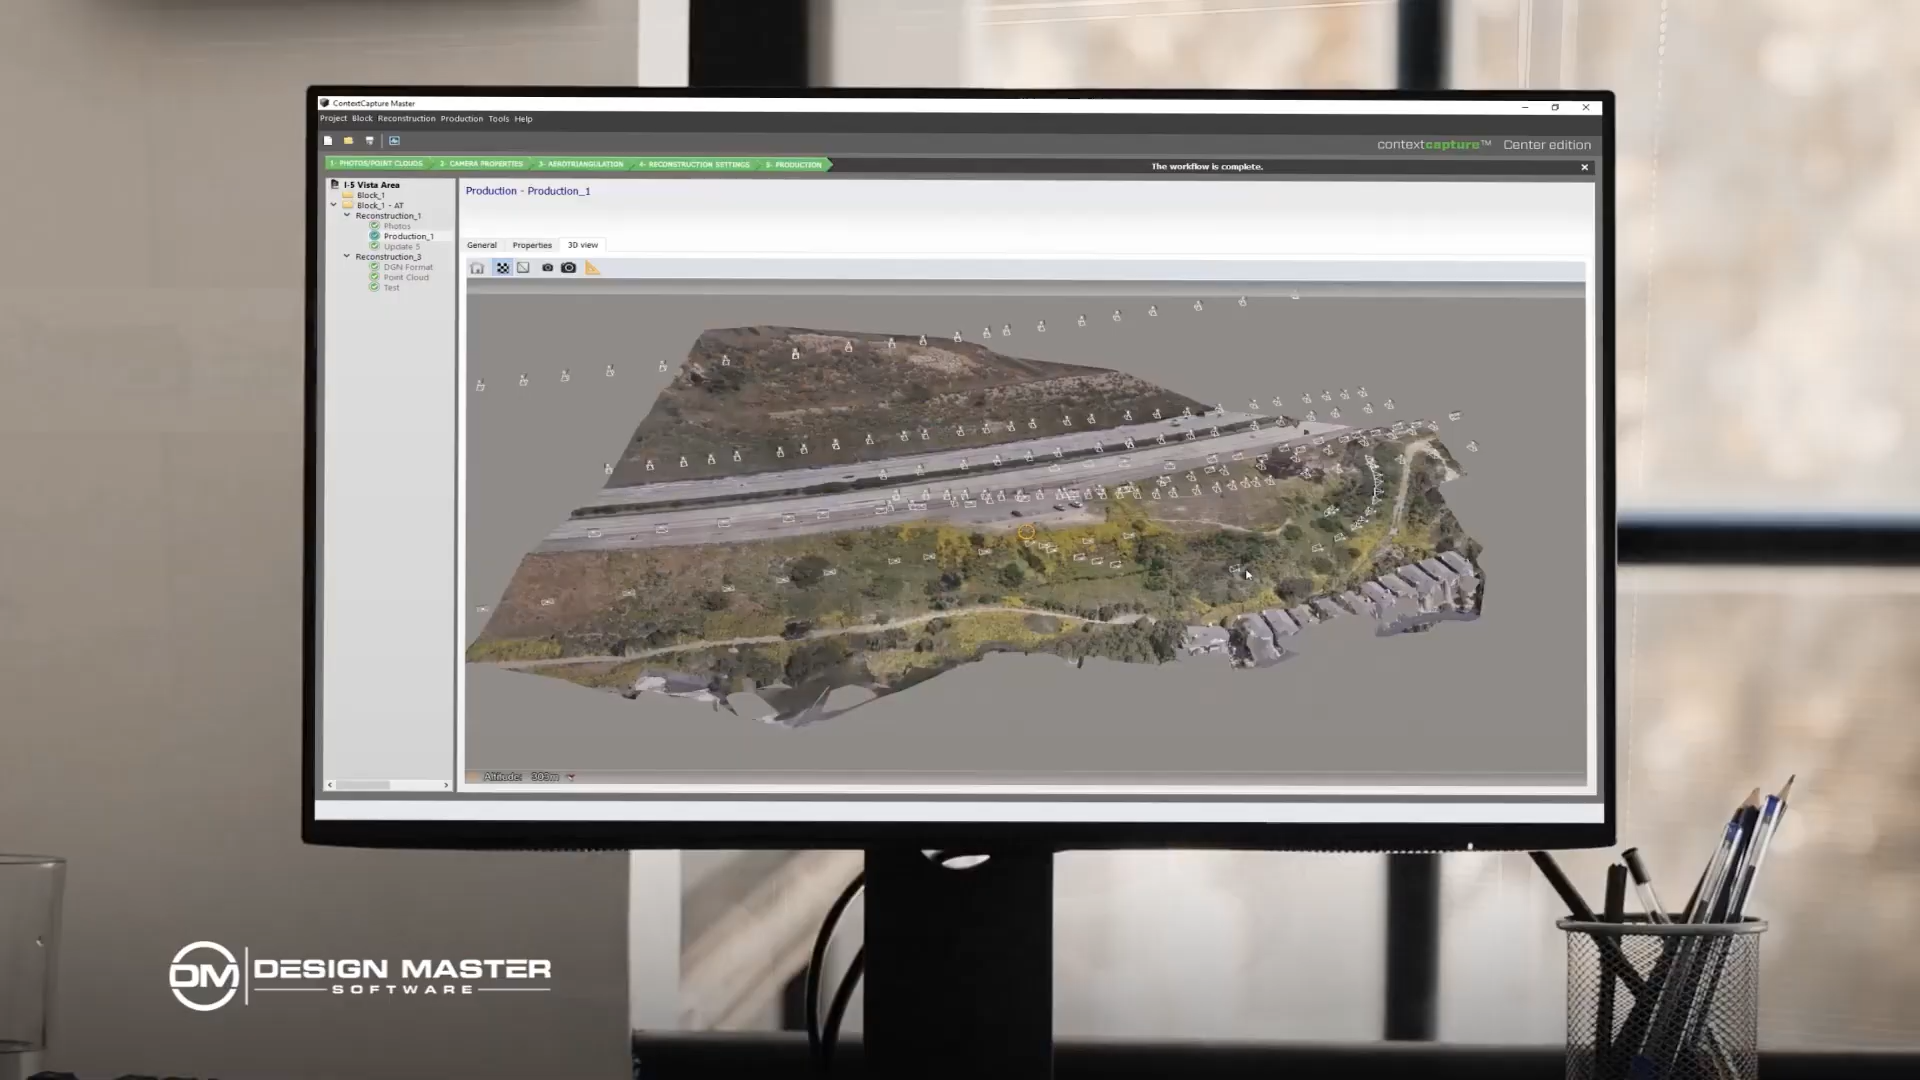 ContextCapture Master
Project Block Reconstruction Production Tools Help
contextcapture™ Center edition
1- PHOTOS/POINT CLOUDS 2- CAMERA PROPERTIES 3- AEROTRIANGULATION 4- RECONSTRUCTION SETTINGS 5- PRODUCTION
The workflow is complete.
I-5 Vista Area
Block_1
Block_1 - AT
Reconstruction_1
Photos
Production_1
Update 5
Reconstruction_3
DGN Format
Point Cloud
Test
Production - Production_1
General Properties 3D view
Altitude: 303m
DM DESIGN MASTER
SOFTWARE